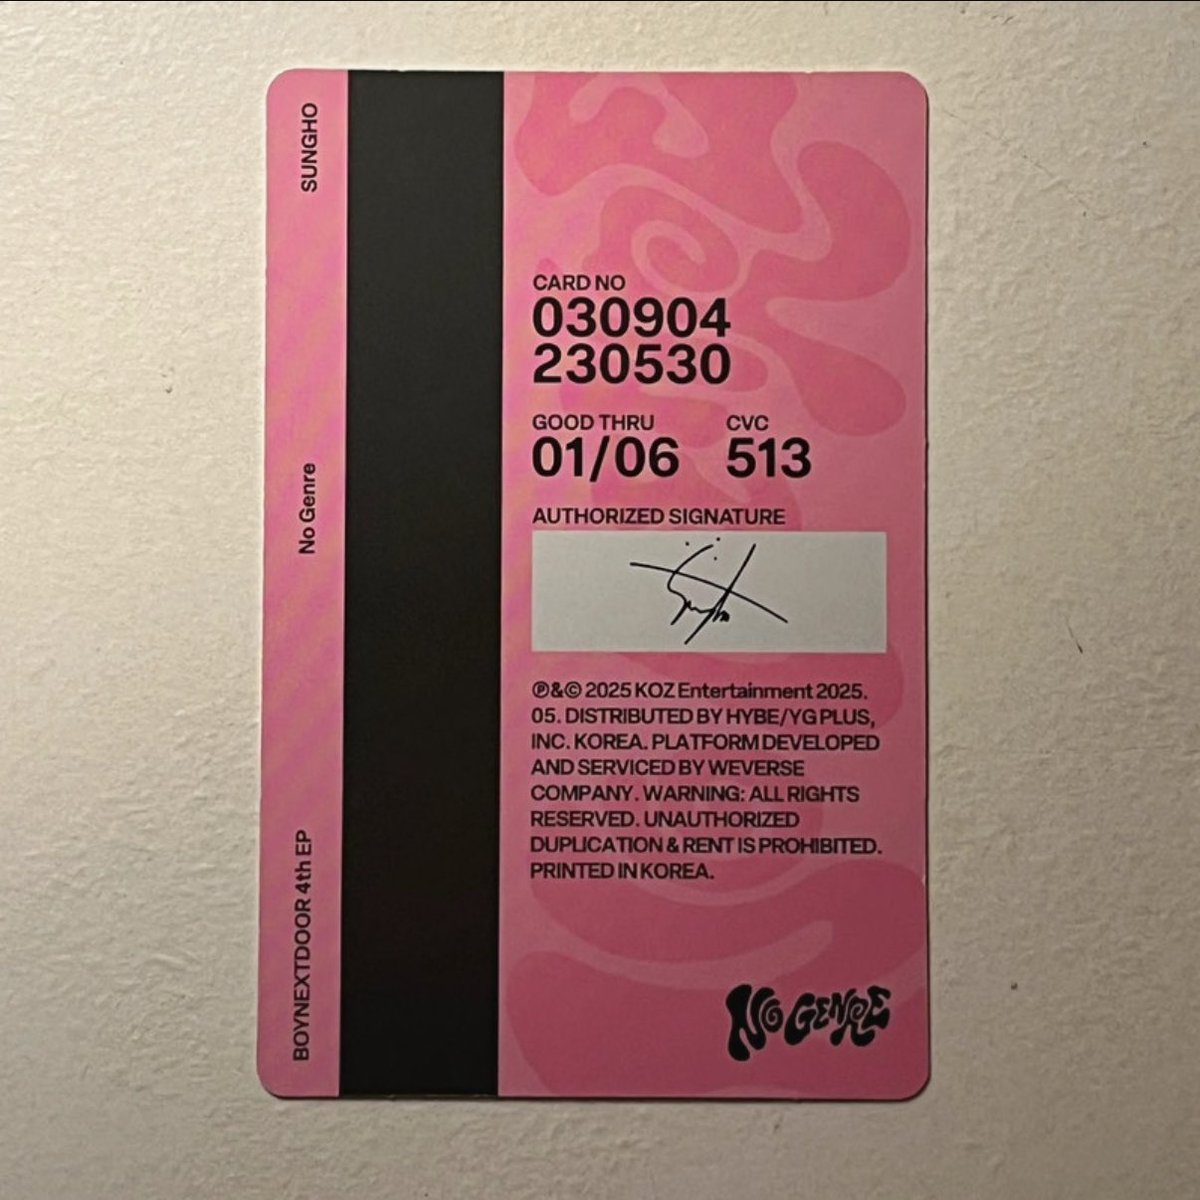 SUNGHO
No Genre
BOYNEXTDOOR 4th EP
CARD NO
030904
230530
GOOD THRU
01/06
CVC
513
AUTHORIZED SIGNATURE
℗&© 2025 KOZ Entertainment 2025.
05. DISTRIBUTED BY HYBE/YG PLUS,
INC. KOREA. PLATFORM DEVELOPED
AND SERVICED BY WEVERSE
COMPANY. WARNING: ALL RIGHTS
RESERVED. UNAUTHORIZED
DUPLICATION & RENT IS PROHIBITED.
PRINTED IN KOREA.
NO GENRE